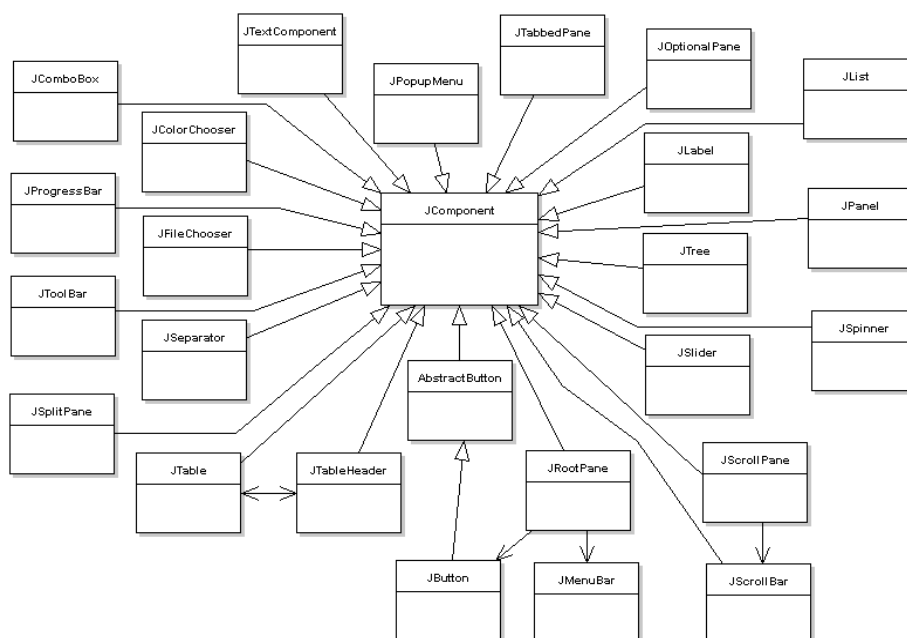 JTextComponent
JTabbedPane
JOptionalPane
JComboBox
JPopupMenu
JList
JColorChooser
JLabel
JProgressBar
JComponent
JPanel
JFileChooser
JTree
JToolBar
JSeparator
JSpinner
JSlider
AbstractButton
JSplitPane
JTable
JTableHeader
JRootPane
JScrollPane
JButton
JMenuBar
JScrollBar